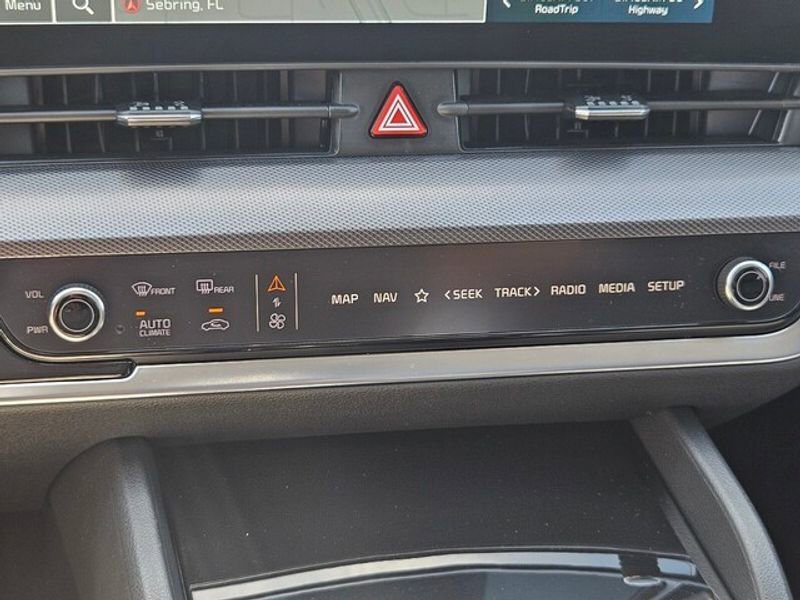 Menu
Sebring, FL
RoadTrip
Highway
VOL
PWR
FRONT
REAR
AUTO
CLIMATE
MAP NAV ☆ <SEEK TRACK> RADIO MEDIA SETUP
FILE